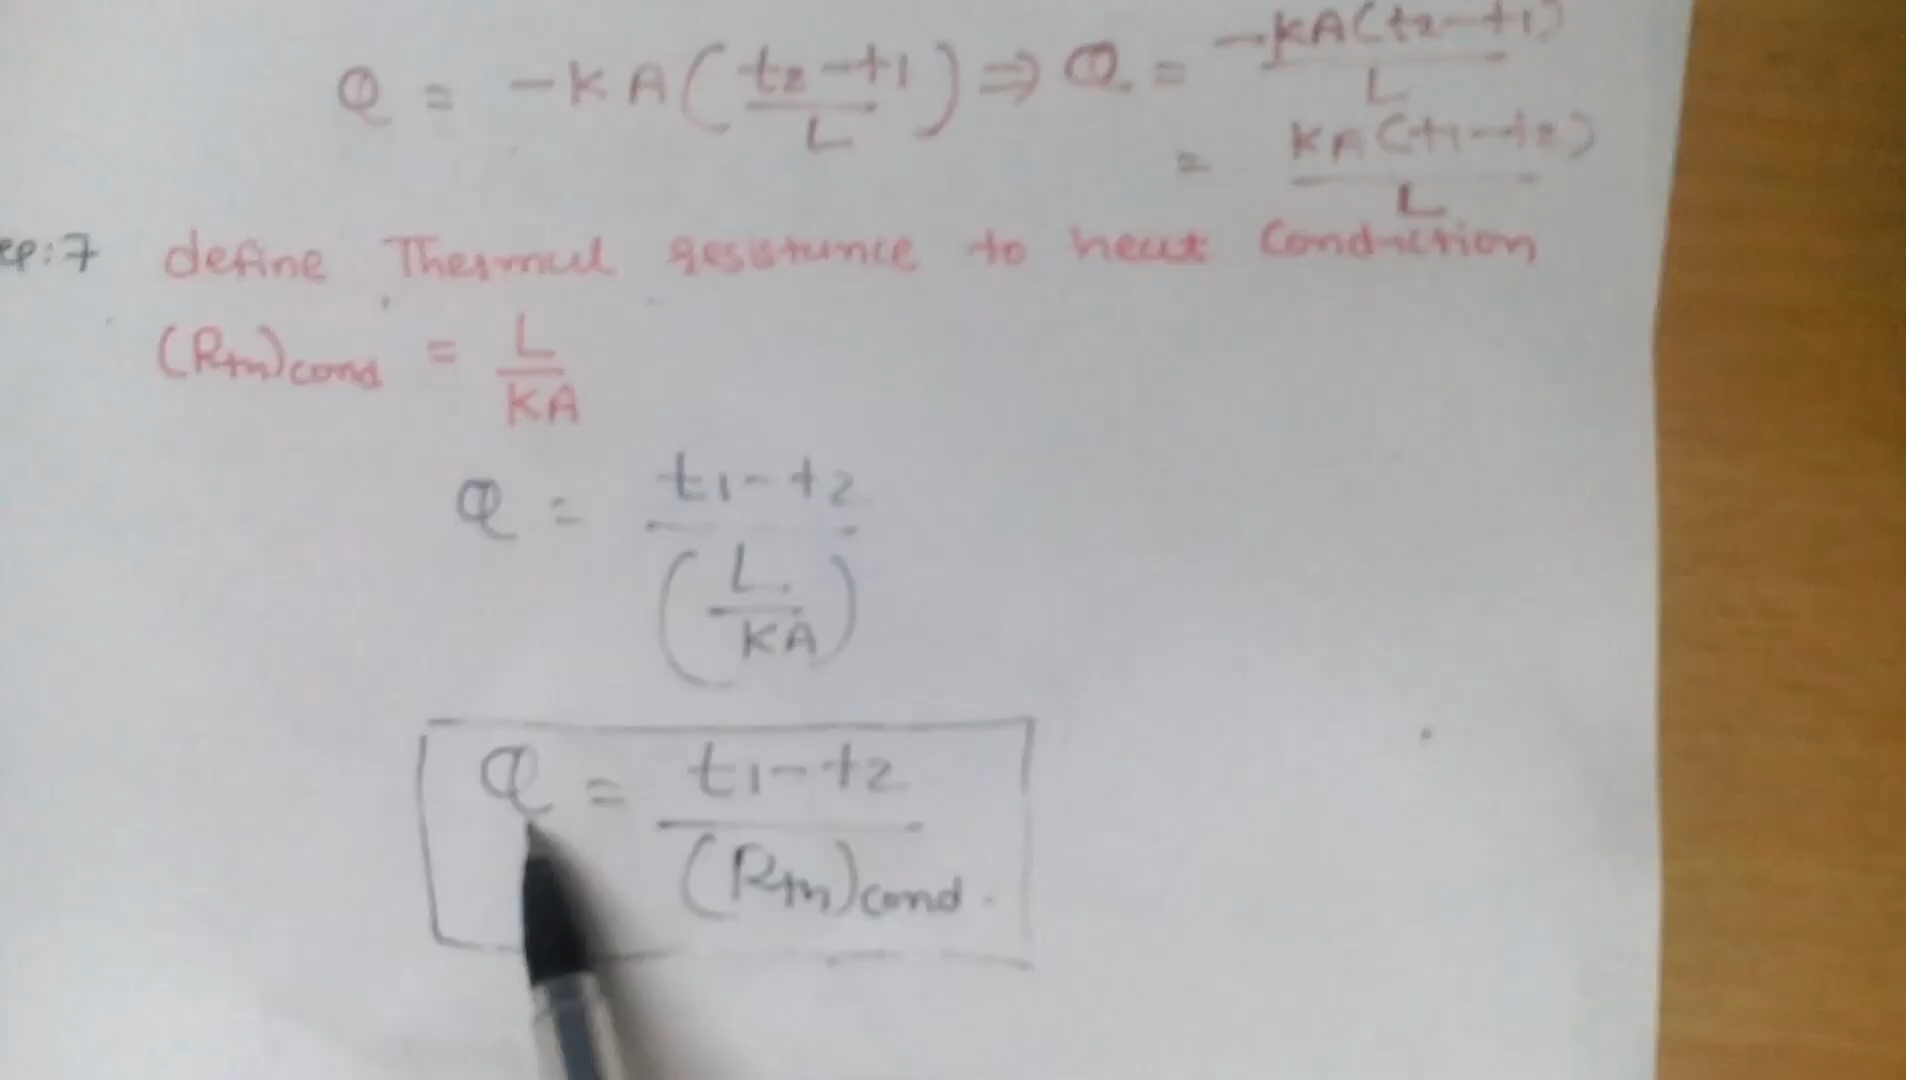 Q = -KA(t2-t1/L) ⇒ Q = -KA(t2-t1)/L
= KA(t1-t2)/L
ep:7 define Thermal resistance to heat Conduction
(Rth)cond = L/KA
Q = t1-t2/(L/KA)
Q = t1-t2/(Rth)cond.